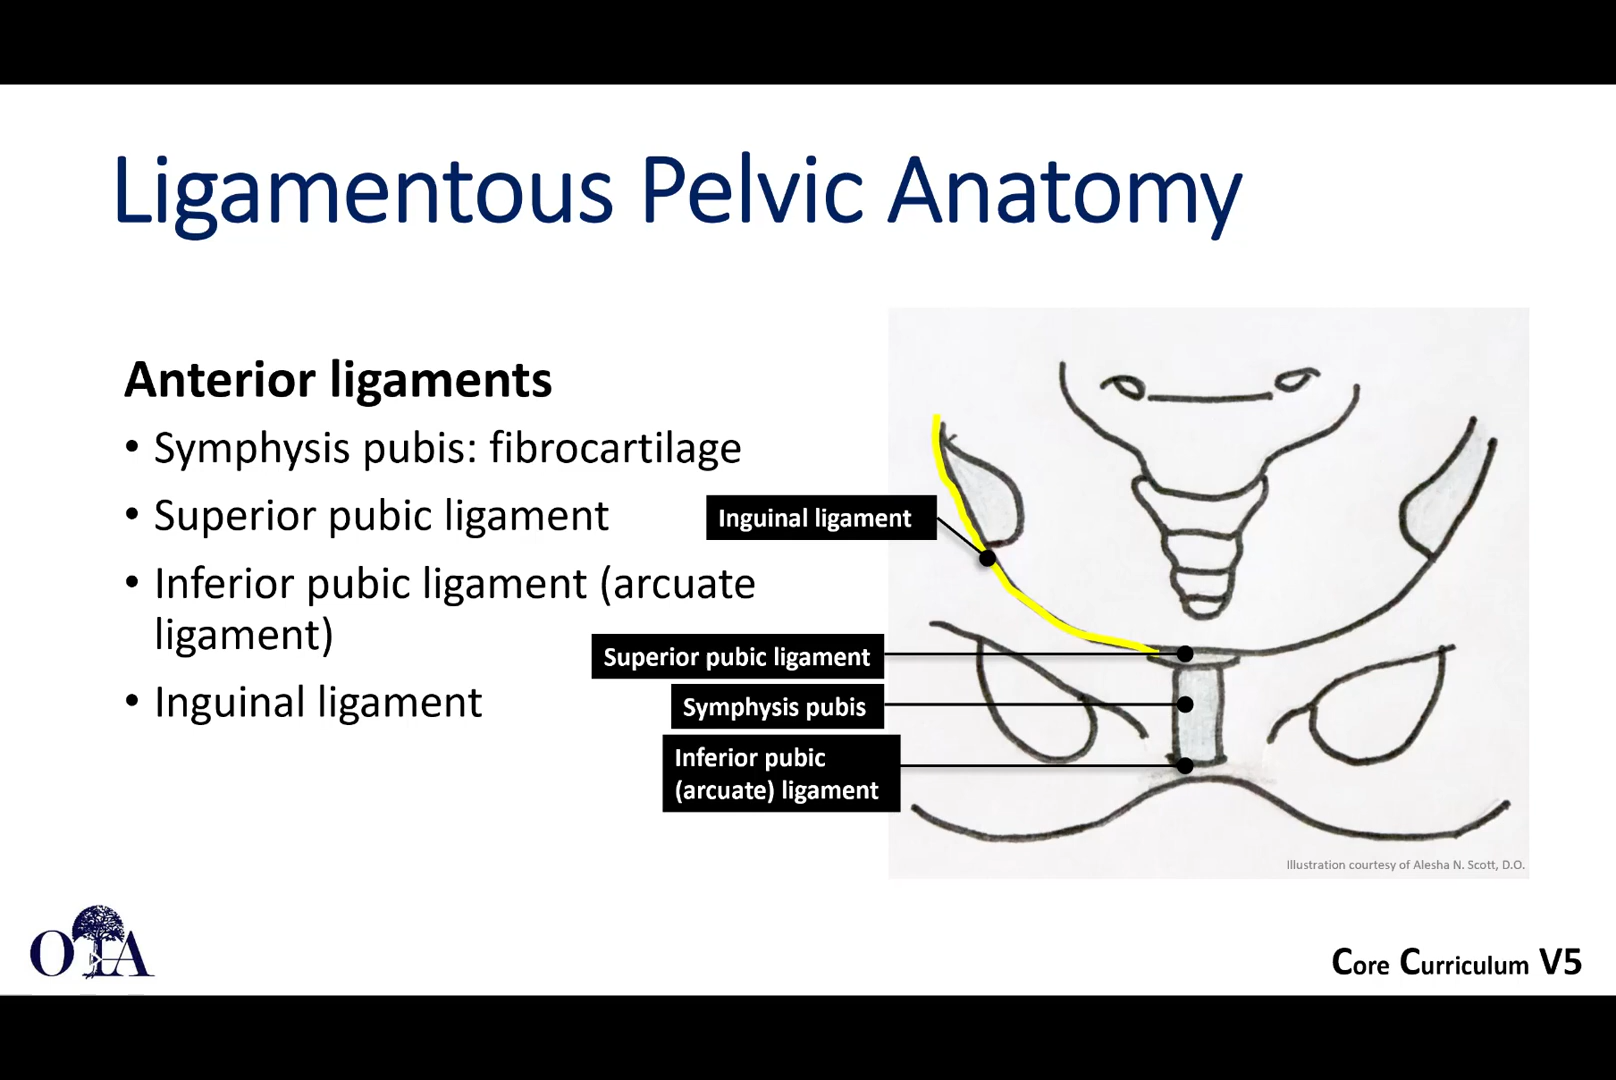 Ligamentous Pelvic Anatomy
Anterior ligaments
• Symphysis pubis: fibrocartilage
• Superior pubic ligament
• Inferior pubic ligament (arcuate
ligament)
• Inguinal ligament
Inguinal ligament
Superior pubic ligament
Symphysis pubis
Inferior pubic
(arcuate) ligament
Illustration courtesy of Alesha N. Scott, D.O.
OTA
Core Curriculum V5